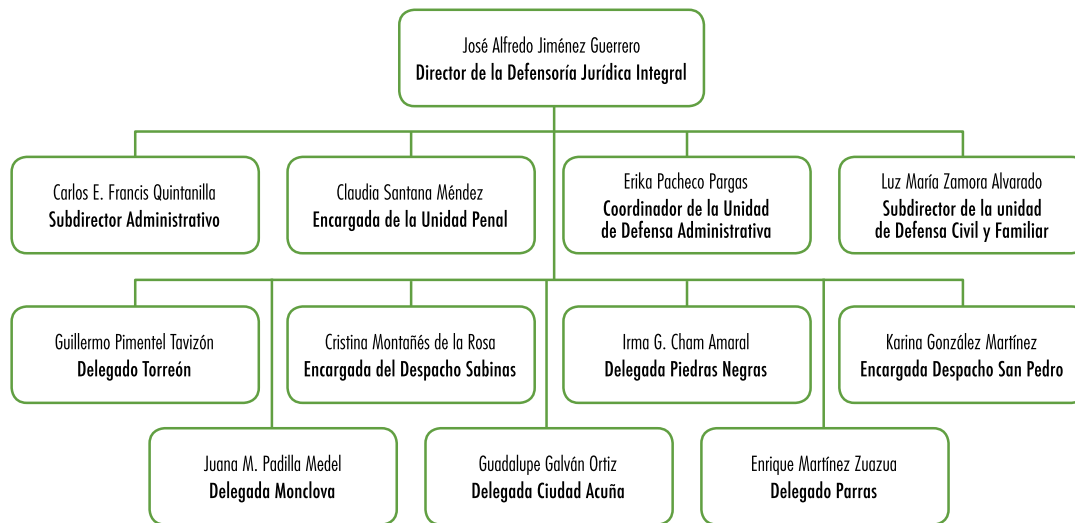 José Alfredo Jiménez Guerrero
Director de la Defensoría Jurídica Integral
Carlos E. Francis Quintanilla
Subdirector Administrativo
Claudia Santana Méndez
Encargada de la Unidad Penal
Erika Pacheco Pargas
Coordinador de la Unidad
de Defensa Administrativa
Luz María Zamora Alvarado
Subdirector de la unidad
de Defensa Civil y Familiar
Guillermo Pimentel Tavizón
Delegado Torreón
Cristina Montañés de la Rosa
Encargada del Despacho Sabinas
Irma G. Cham Amaral
Delegada Piedras Negras
Karina González Martínez
Encargada Despacho San Pedro
Juana M. Padilla Medel
Delegada Monclova
Guadalupe Galván Ortiz
Delegada Ciudad Acuña
Enrique Martínez Zuazua
Delegado Parras